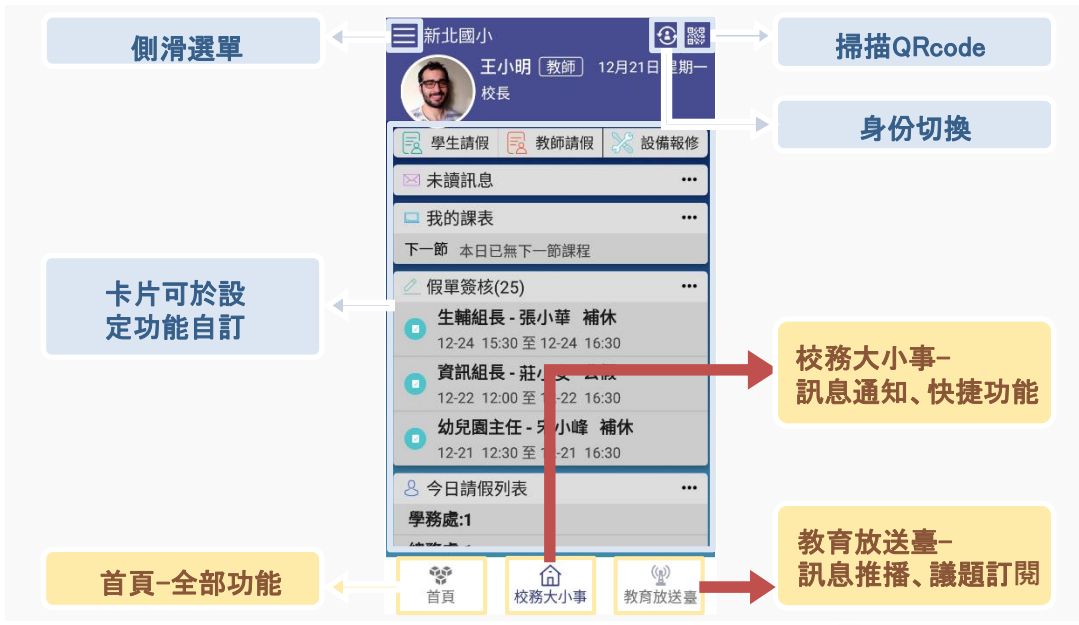 側滑選單
新北國小
掃描QRcode
王小明 教師 12月21日 星期一
校長
身份切換
學生請假 教師請假 設備報修
未讀訊息
我的課表
下一節 本日已無下一節課程
卡片可於設
定功能自訂
假單簽核(25)
生輔組長 - 張小華 補休
12-24 15:30 至 12-24 16:30
資訊組長 - 莊小
12-22 12:00 至 -22 16:30
幼兒園主任 - 小峰 補休
12-21 12:30 至 -21 16:30
校務大小事-
訊息通知、快捷功能
今日請假列表
學務處:1
教育放送臺-
訊息推播、議題訂閱
首頁-全部功能
首頁
校務大小事
教育放送臺